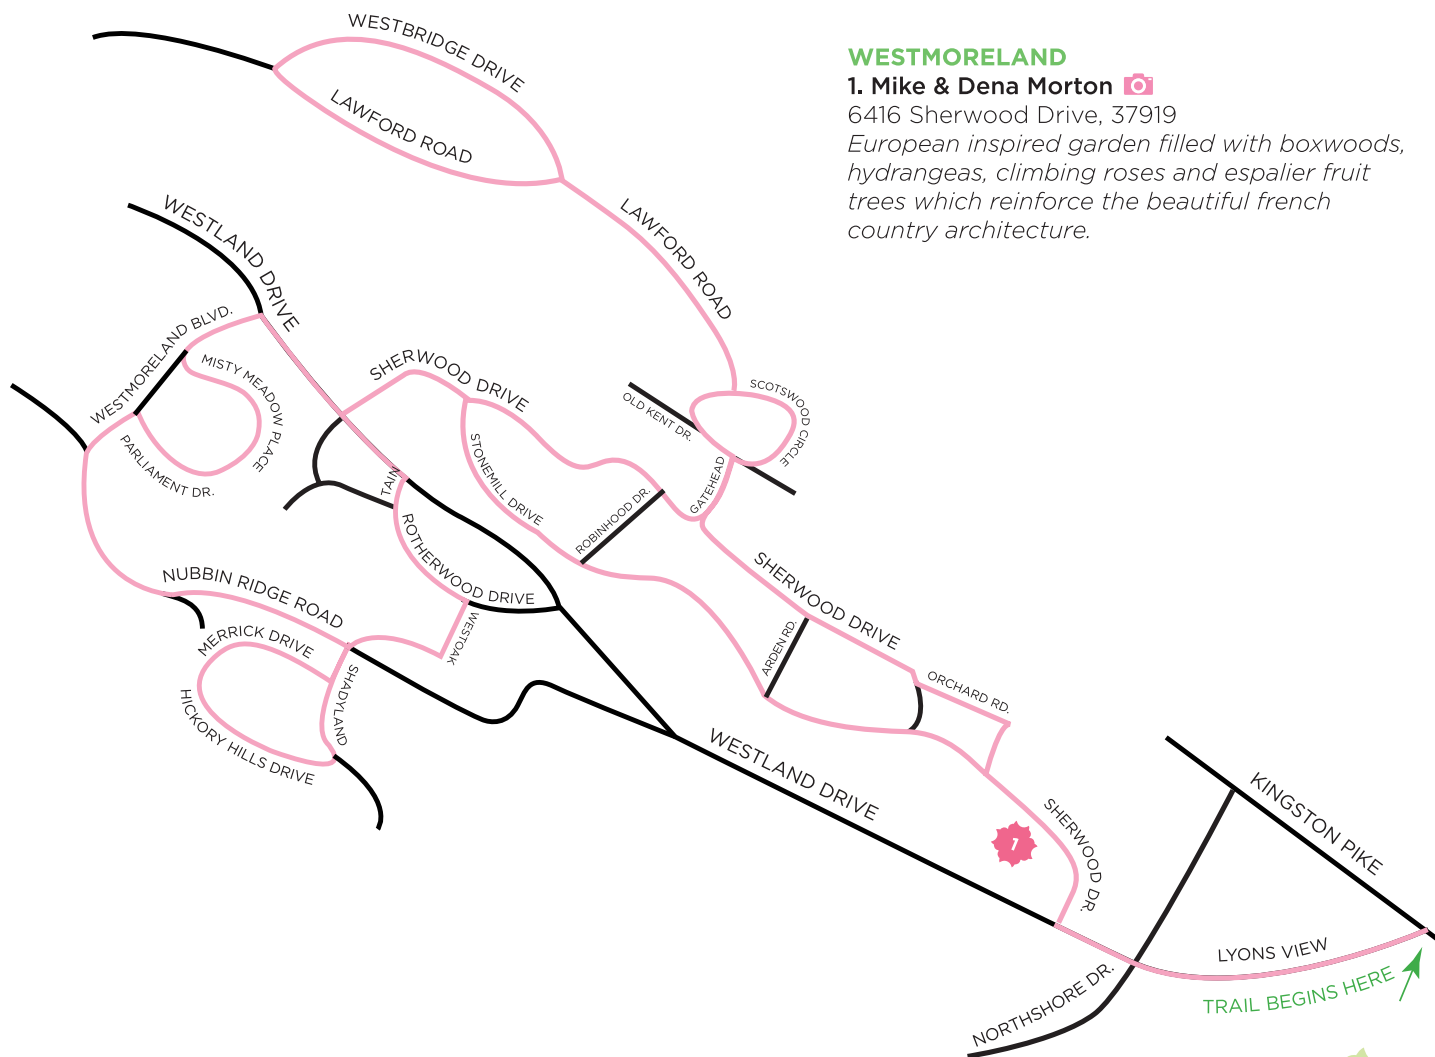 WESTMORELAND
1. Mike & Dena Morton
6416 Sherwood Drive, 37919
European inspired garden filled with boxwoods,
hydrangeas, climbing roses and espalier fruit
trees which reinforce the beautiful french
country architecture.
WESTBRIDGE DRIVE
LAWFORD ROAD
LAWFORD ROAD
WESTLAND DRIVE
WESTMORELAND BLVD.
MISTY MEADOW PLACE
PARLIAMENT DR.
SHERWOOD DRIVE
STONEMILL DRIVE
OLD KENT DR.
SCOTSWOOD CIRCLE
GATEHEAD
ROBINHOOD DR.
TAIN
ROTHERWOOD DRIVE
WESTOAK
NUBBIN RIDGE ROAD
MERRICK DRIVE
SHADYLAND
HICKORY HILLS DRIVE
SHERWOOD DRIVE
ARDEN RD.
ORCHARD RD.
WESTLAND DRIVE
1
SHERWOOD DR.
KINGSTON PIKE
LYONS VIEW
NORTHSHORE DR.
TRAIL BEGINS HERE